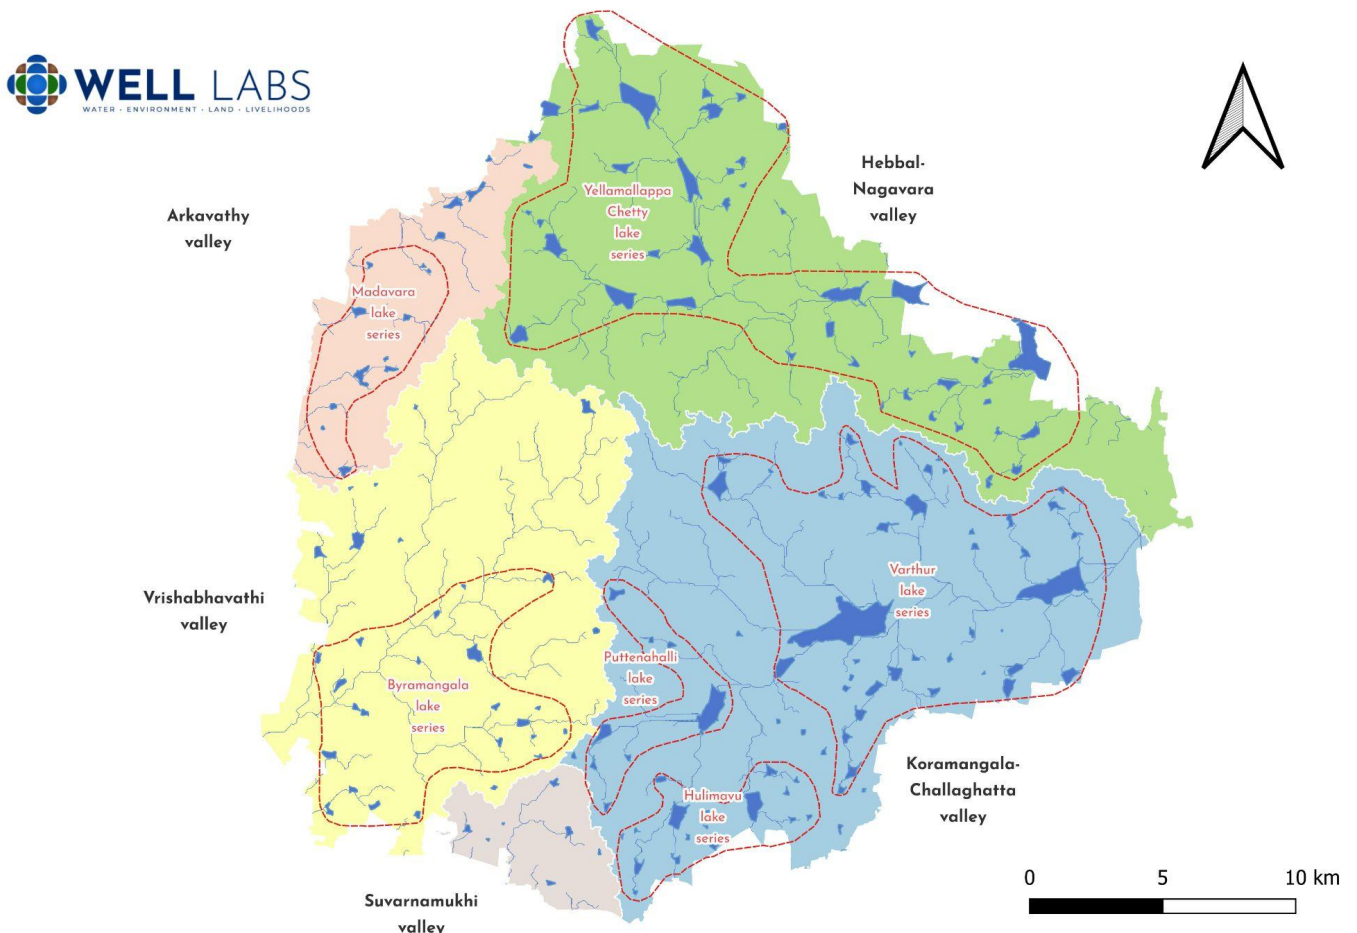 WELL LABS
WATER · ENVIRONMENT · LAND · LIVELIHOODS
Hebbal-
Nagavara
valley
Yellamallappa
Chetty
lake
series
Arkavathy
valley
Madavara
lake
series
Vrishabhavathi
valley
Varthur
lake
series
Puttenahalli
lake
series
Byramangala
lake
series
Koramangala-
Challaghatta
valley
Hulimavu
lake
series
0 5 10 km
Suvarnamukhi
valley